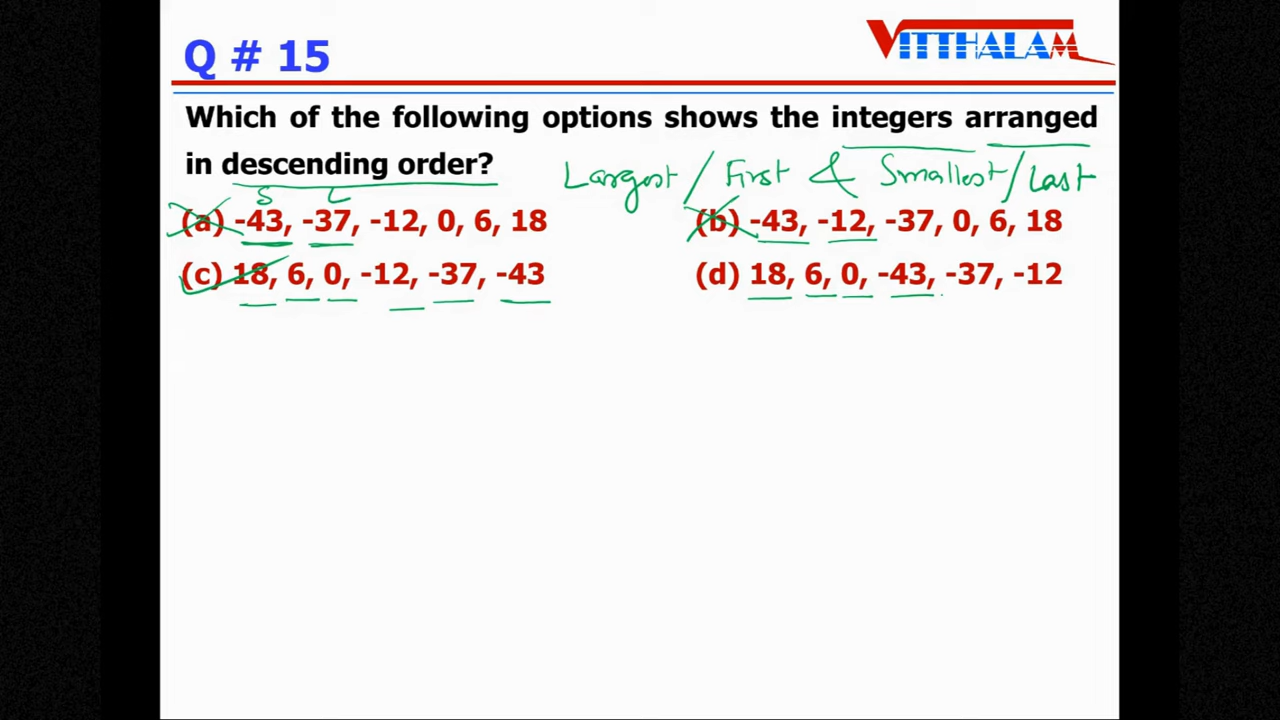 Q # 15
VITTHALAM
Which of the following options shows the integers arranged
in descending order? Largest / First & Smallest / Last
S L
(a) -43, -37, -12, 0, 6, 18 (b) -43, -12, -37, 0, 6, 18
(c) 18, 6, 0, -12, -37, -43 (d) 18, 6, 0, -43, -37, -12